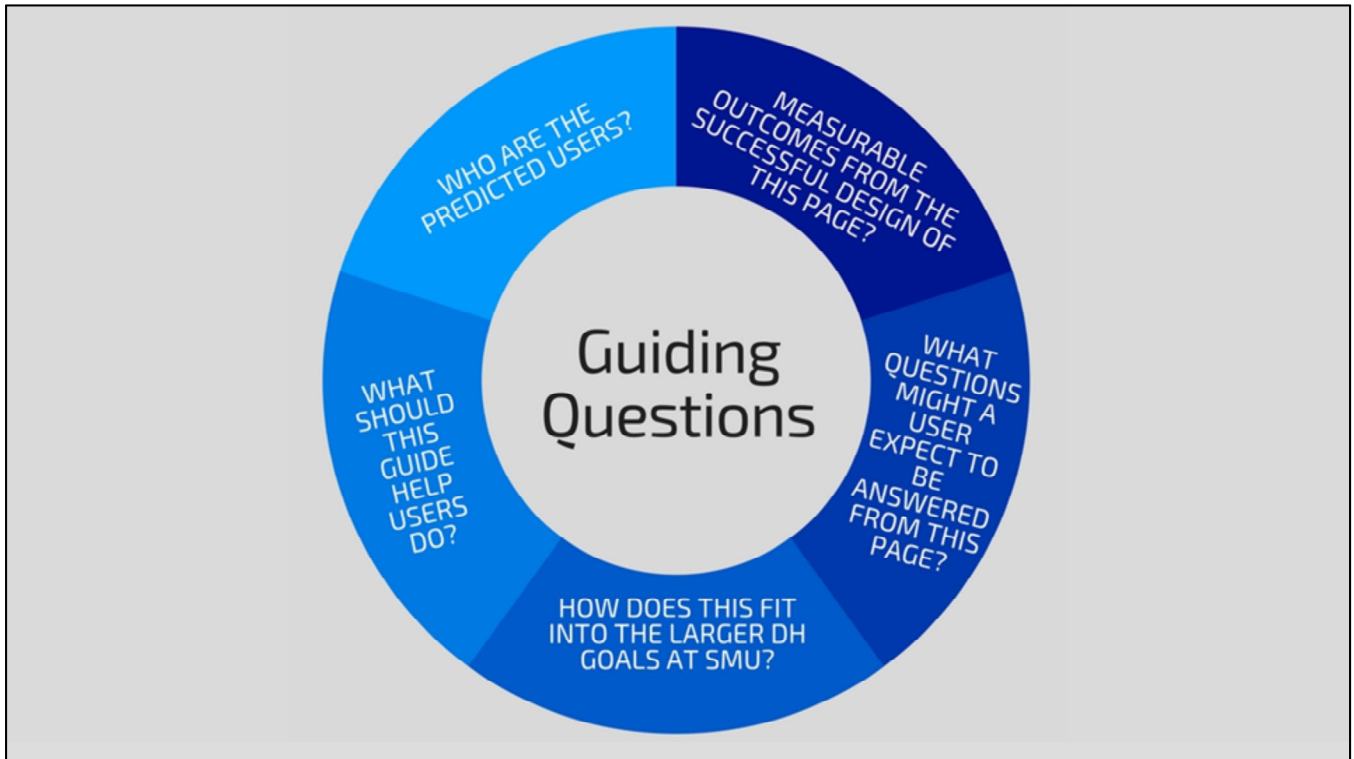 Guiding
Questions
WHO ARE THE
PREDICTED USERS?
MEASURABLE
OUTCOMES FROM THE
SUCCESSFUL DESIGN OF
THIS PAGE?
WHAT
QUESTIONS
MIGHT A
USER
EXPECT TO
BE
ANSWERED
FROM THIS
PAGE?
HOW DOES THIS FIT
INTO THE LARGER DH
GOALS AT SMU?
WHAT
SHOULD
THIS
GUIDE
HELP
USERS
DO?